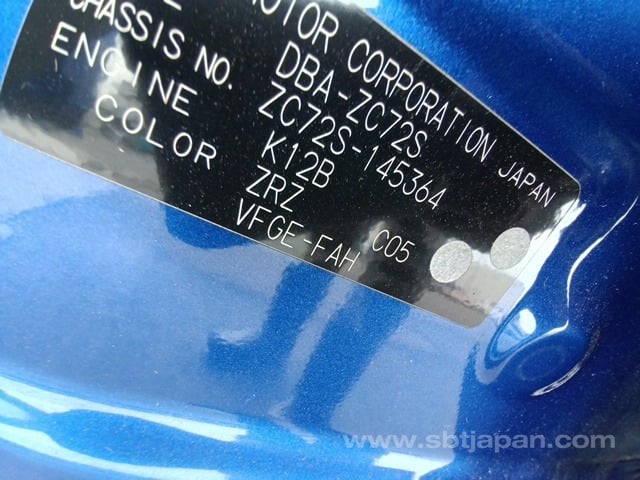 MOTOR CORPORATION JAPAN
DBA-ZC72S
CHASSIS NO. ZC72S-145364
ENGINE K12B
COLOR ZRZ
VFGE-FAH C05
www.sbtjapan.com